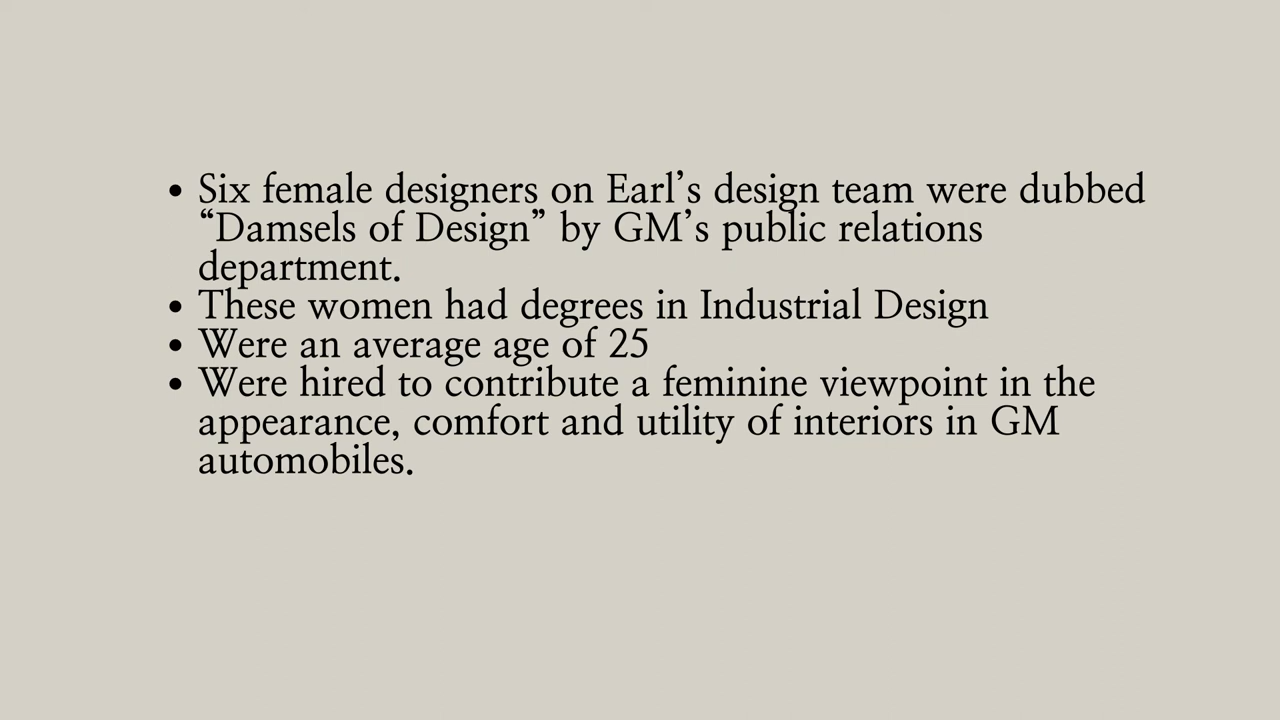 • Six female designers on Earl’s design team were dubbed
“Damsels of Design” by GM’s public relations
department.
• These women had degrees in Industrial Design
• Were an average age of 25
• Were hired to contribute a feminine viewpoint in the
appearance, comfort and utility of interiors in GM
automobiles.